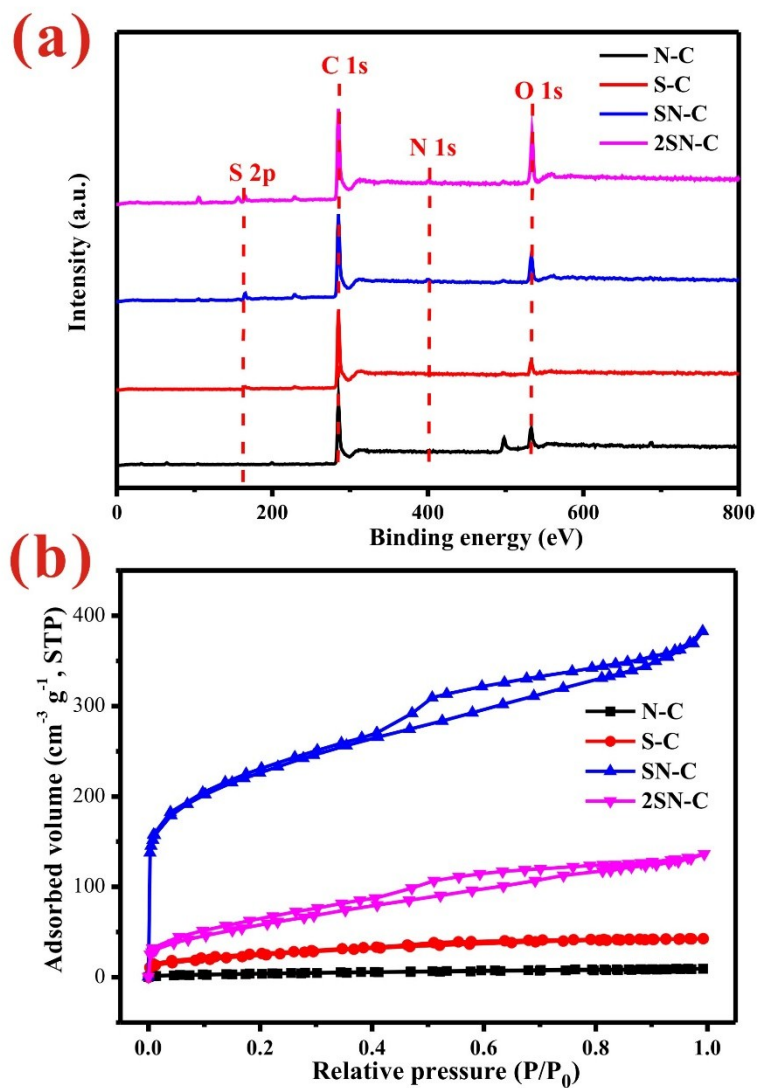 (a)
C 1s
O 1s
N 1s
S 2p
N-C
S-C
SN-C
2SN-C
Intensity (a.u.)
0 200 400 600 800
Binding energy (eV)
(b)
400
300
200
100
0
N-C
S-C
SN-C
2SN-C
Adsorbed volume (cm⁻³ g⁻¹, STP)
0.0 0.2 0.4 0.6 0.8 1.0
Relative pressure (P/P₀)